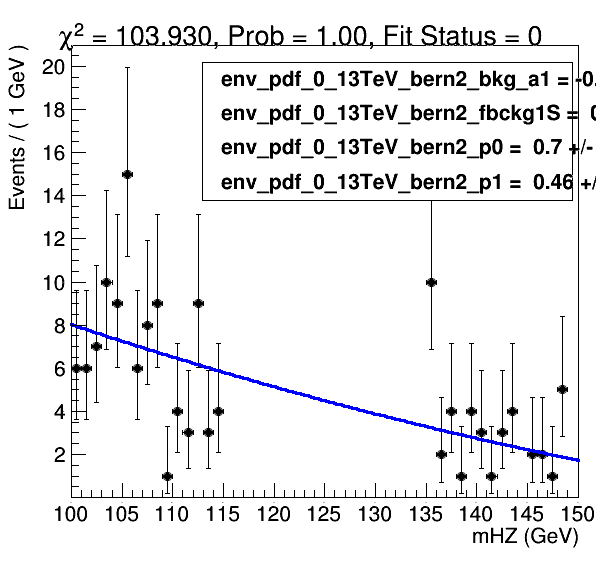 χ² = 103.930, Prob = 1.00, Fit Status = 0
env_pdf_0_13TeV_bern2_bkg_a1 = -0.
env_pdf_0_13TeV_bern2_fbckg1S = 0
env_pdf_0_13TeV_bern2_p0 = 0.7 +/-
env_pdf_0_13TeV_bern2_p1 = 0.46 +/
Events / ( 1 GeV )
20
18
16
14
12
10
8
6
4
2
100 105 110 115 120 125 130 135 140 145 150
mHZ (GeV)